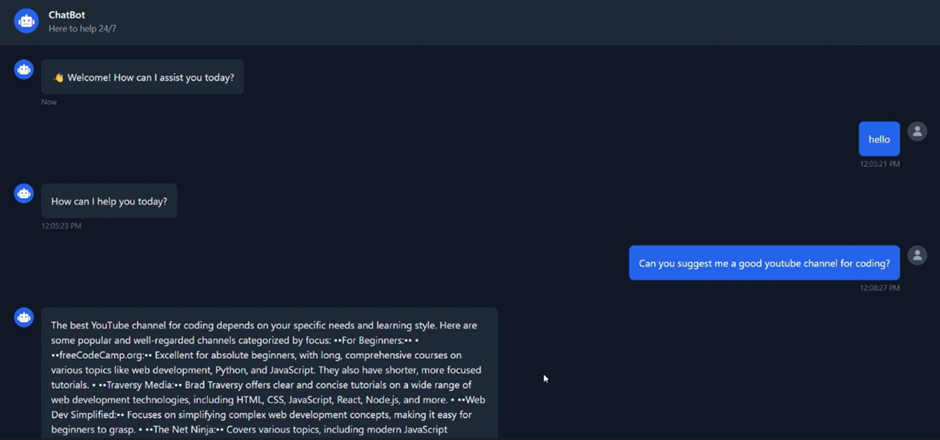 ChatBot
Here to help 24/7
👋 Welcome! How can I assist you today?
Now
hello
12:05:21 PM
How can I help you today?
12:05:23 PM
Can you suggest me a good youtube channel for coding?
12:08:27 PM
The best YouTube channel for coding depends on your specific needs and learning style. Here are
some popular and well-regarded channels categorized by focus: ••For Beginners:•• •
••freeCodeCamp.org:•• Excellent for absolute beginners, with long, comprehensive courses on
various topics like web development, Python, and JavaScript. They also have shorter, more focused
tutorials. • ••Traversy Media:•• Brad Traversy offers clear and concise tutorials on a wide range of
web development technologies, including HTML, CSS, JavaScript, React, Node.js, and more. • ••Web
Dev Simplified:•• Focuses on simplifying complex web development concepts, making it easy for
beginners to grasp. • ••The Net Ninja:•• Covers various topics, including modern JavaScript